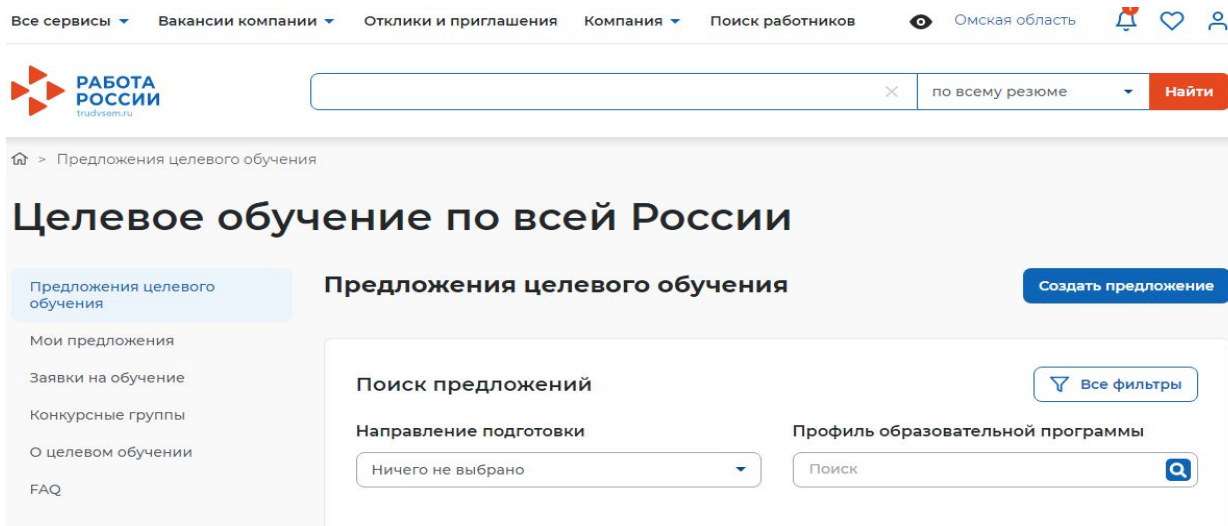 Все сервисы Вакансии компании Отклики и приглашения Компания Поиск работников Омская область
РАБОТА
РОССИИ
trudvsem.ru
по всему резюме Найти
> Предложения целевого обучения
Целевое обучение по всей России
Предложения целевого
обучения
Мои предложения
Заявки на обучение
Конкурсные группы
О целевом обучении
FAQ
Предложения целевого обучения Создать предложение
Поиск предложений Все фильтры
Направление подготовки Профиль образовательной программы
Ничего не выбрано Поиск